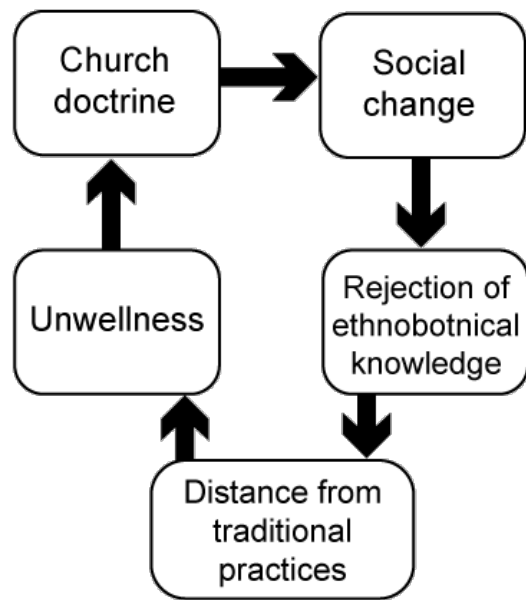 Church
doctrine
Social
change
Rejection of
ethnobotnical
knowledge
Distance from
traditional
practices
Unwellness